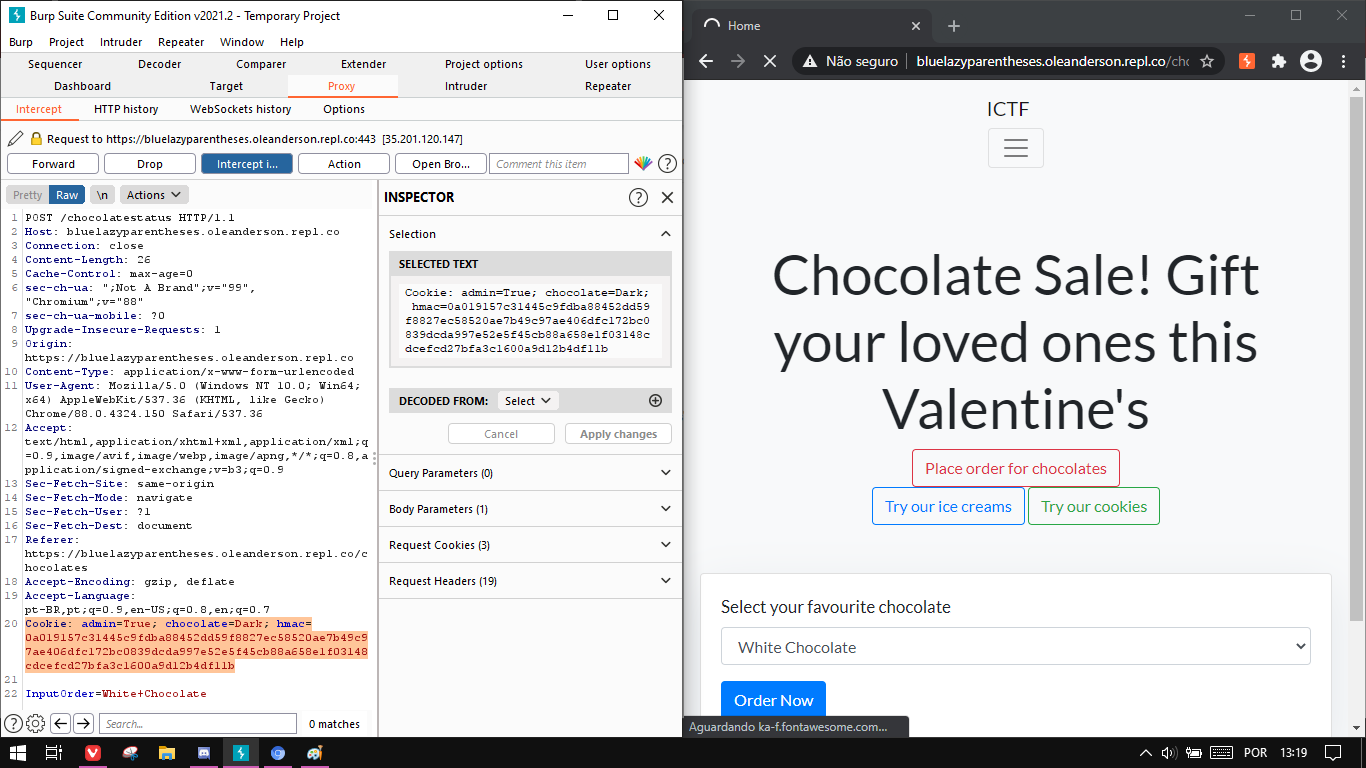 Burp Suite Community Edition v2021.2 - Temporary Project
Burp Project Intruder Repeater Window Help
Sequencer Decoder Comparer Extender Project options User options
Dashboard Target Proxy Intruder Repeater
Intercept HTTP history WebSockets history Options
Request to https://bluelazyparentheses.oleanderson.repl.co:443 [35.201.120.147]
Forward Drop Intercept i... Action Open Bro... Comment this item
Pretty Raw \n Actions
1 POST /chocolatestatus HTTP/1.1
2 Host: bluelazyparentheses.oleanderson.repl.co
3 Connection: close
4 Content-Length: 26
5 Cache-Control: max-age=0
6 sec-ch-ua: ";Not A Brand";v="99",
"Chromium";v="88"
7 sec-ch-ua-mobile: ?0
8 Upgrade-Insecure-Requests: 1
9 Origin:
https://bluelazyparentheses.oleanderson.repl.co
10 Content-Type: application/x-www-form-urlencoded
11 User-Agent: Mozilla/5.0 (Windows NT 10.0; Win64;
x64) AppleWebKit/537.36 (KHTML, like Gecko)
Chrome/88.0.4324.150 Safari/537.36
12 Accept:
text/html,application/xhtml+xml,application/xml;q
=0.9,image/avif,image/webp,image/apng,*/*;q=0.8,a
pplication/signed-exchange;v=b3;q=0.9
13 Sec-Fetch-Site: same-origin
14 Sec-Fetch-Mode: navigate
15 Sec-Fetch-User: ?1
16 Sec-Fetch-Dest: document
17 Referer:
https://bluelazyparentheses.oleanderson.repl.co/c
hocolates
18 Accept-Encoding: gzip, deflate
19 Accept-Language:
pt-BR,pt;q=0.9,en-US;q=0.8,en;q=0.7
20 Cookie: admin=True; chocolate=Dark; hmac=
0a019157c31445c9fdba88452dd59f8827ec58520ae7b49c9
7ae406dfc172bc0839dcda997e52e5f45cb88a658e1f03148
cdcefcd27bfa3c1600a9d12b4df11b
21
22 InputOrder=White+Chocolate
Search... 0 matches
INSPECTOR
Selection
SELECTED TEXT
Cookie: admin=True; chocolate=Dark;
hmac=0a019157c31445c9fdba88452dd59
f8827ec58520ae7b49c97ae406dfc172bc0
839dcda997e52e5f45cb88a658e1f03148c
dcefcd27bfa3c1600a9d12b4df11b
DECODED FROM: Select
Cancel Apply changes
Query Parameters (0)
Body Parameters (1)
Request Cookies (3)
Request Headers (19)
Home
Não seguro bluelazyparentheses.oleanderson.repl.co/cho
ICTF
Chocolate Sale! Gift
your loved ones this
Valentine's
Place order for chocolates
Try our ice creams Try our cookies
Select your favourite chocolate
White Chocolate
Order Now
Aguardando ka-f.fontawesome.com...
POR 13:19